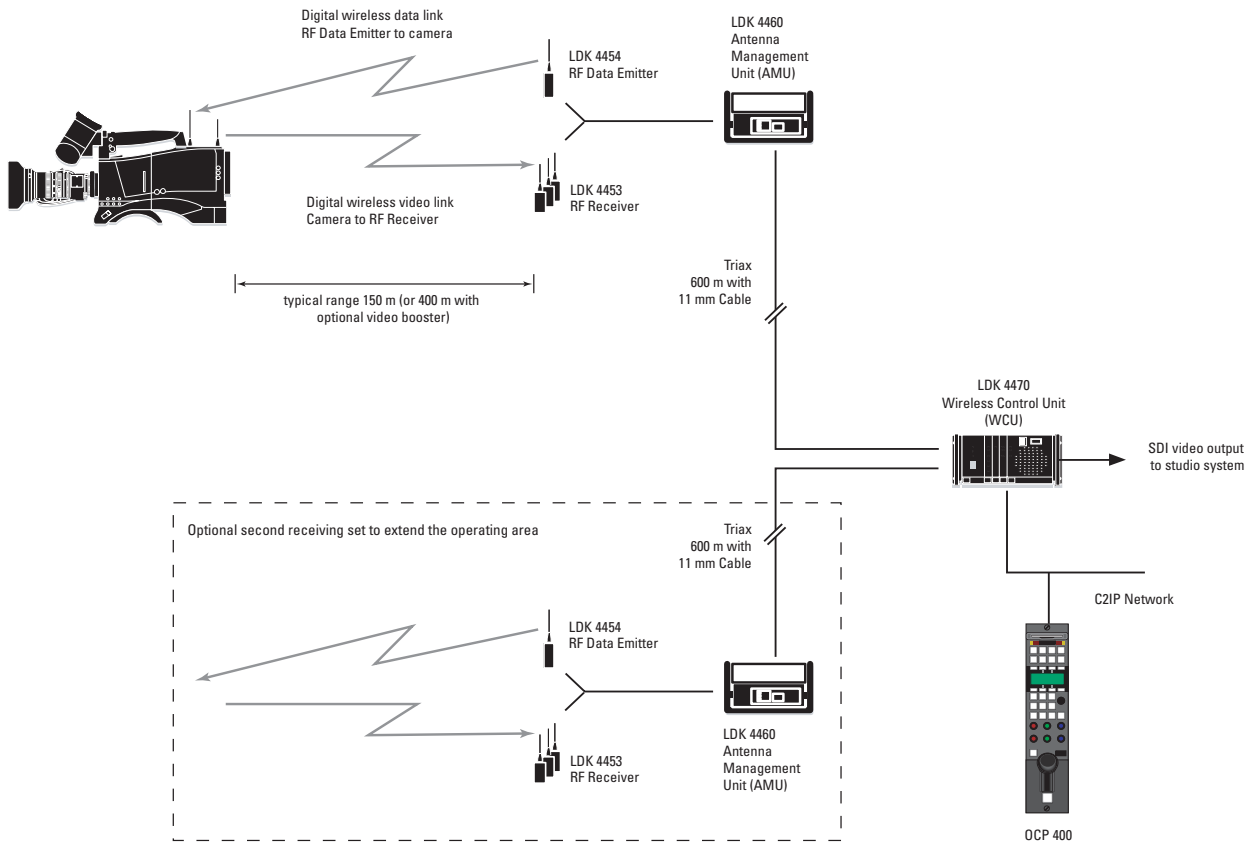 Digital wireless data link
RF Data Emitter to camera
LDK 4454
RF Data Emitter
LDK 4460
Antenna
Management
Unit (AMU)
LDK 4453
RF Receiver
Digital wireless video link
Camera to RF Receiver
typical range 150 m (or 400 m with
optional video booster)
Triax
600 m with
11 mm Cable
LDK 4470
Wireless Control Unit
(WCU)
SDI video output
to studio system
Optional second receiving set to extend the operating area
Triax
600 m with
11 mm Cable
C2IP Network
LDK 4454
RF Data Emitter
LDK 4453
RF Receiver
LDK 4460
Antenna
Management
Unit (AMU)
OCP 400